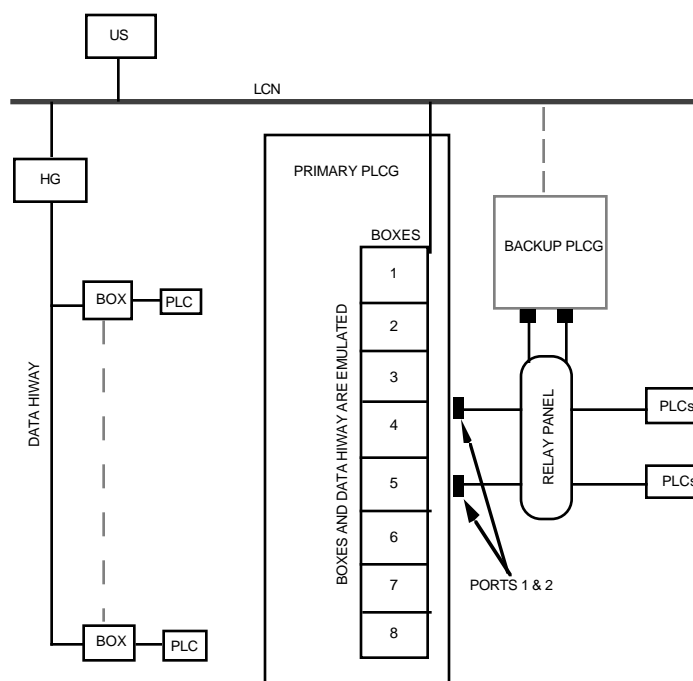 US
LCN
HG
PRIMARY PLCG
BACKUP PLCG
BOXES
1
2
3
4
5
6
7
8
BOXES AND DATA HIWAY ARE EMULATED
BOX
PLC
DATA HIWAY
BOX
PLC
RELAY PANEL
PLCs
PLCs
PORTS 1 & 2